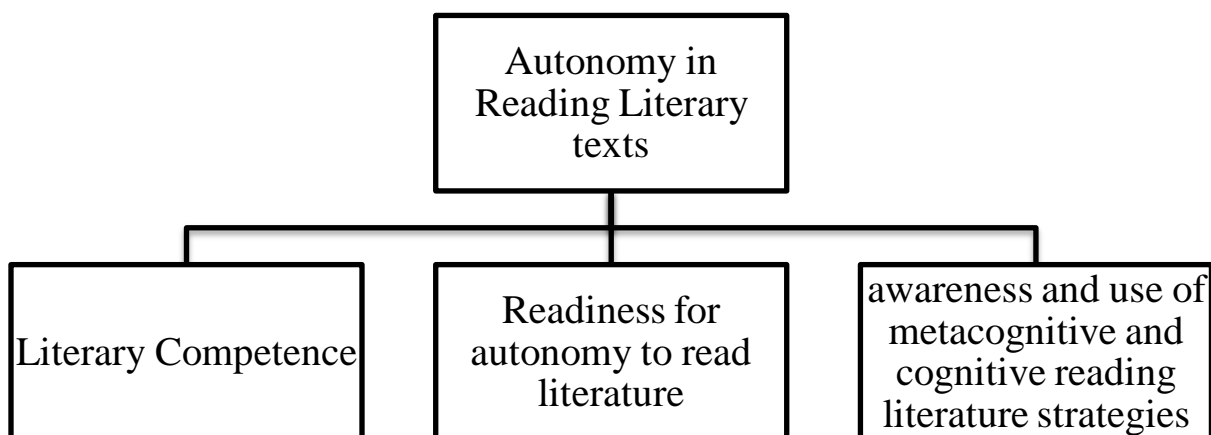 Autonomy in
Reading Literary
texts
Literary Competence
Readiness for
autonomy to read
literature
awareness and use of
metacognitive and
cognitive reading
literature strategies